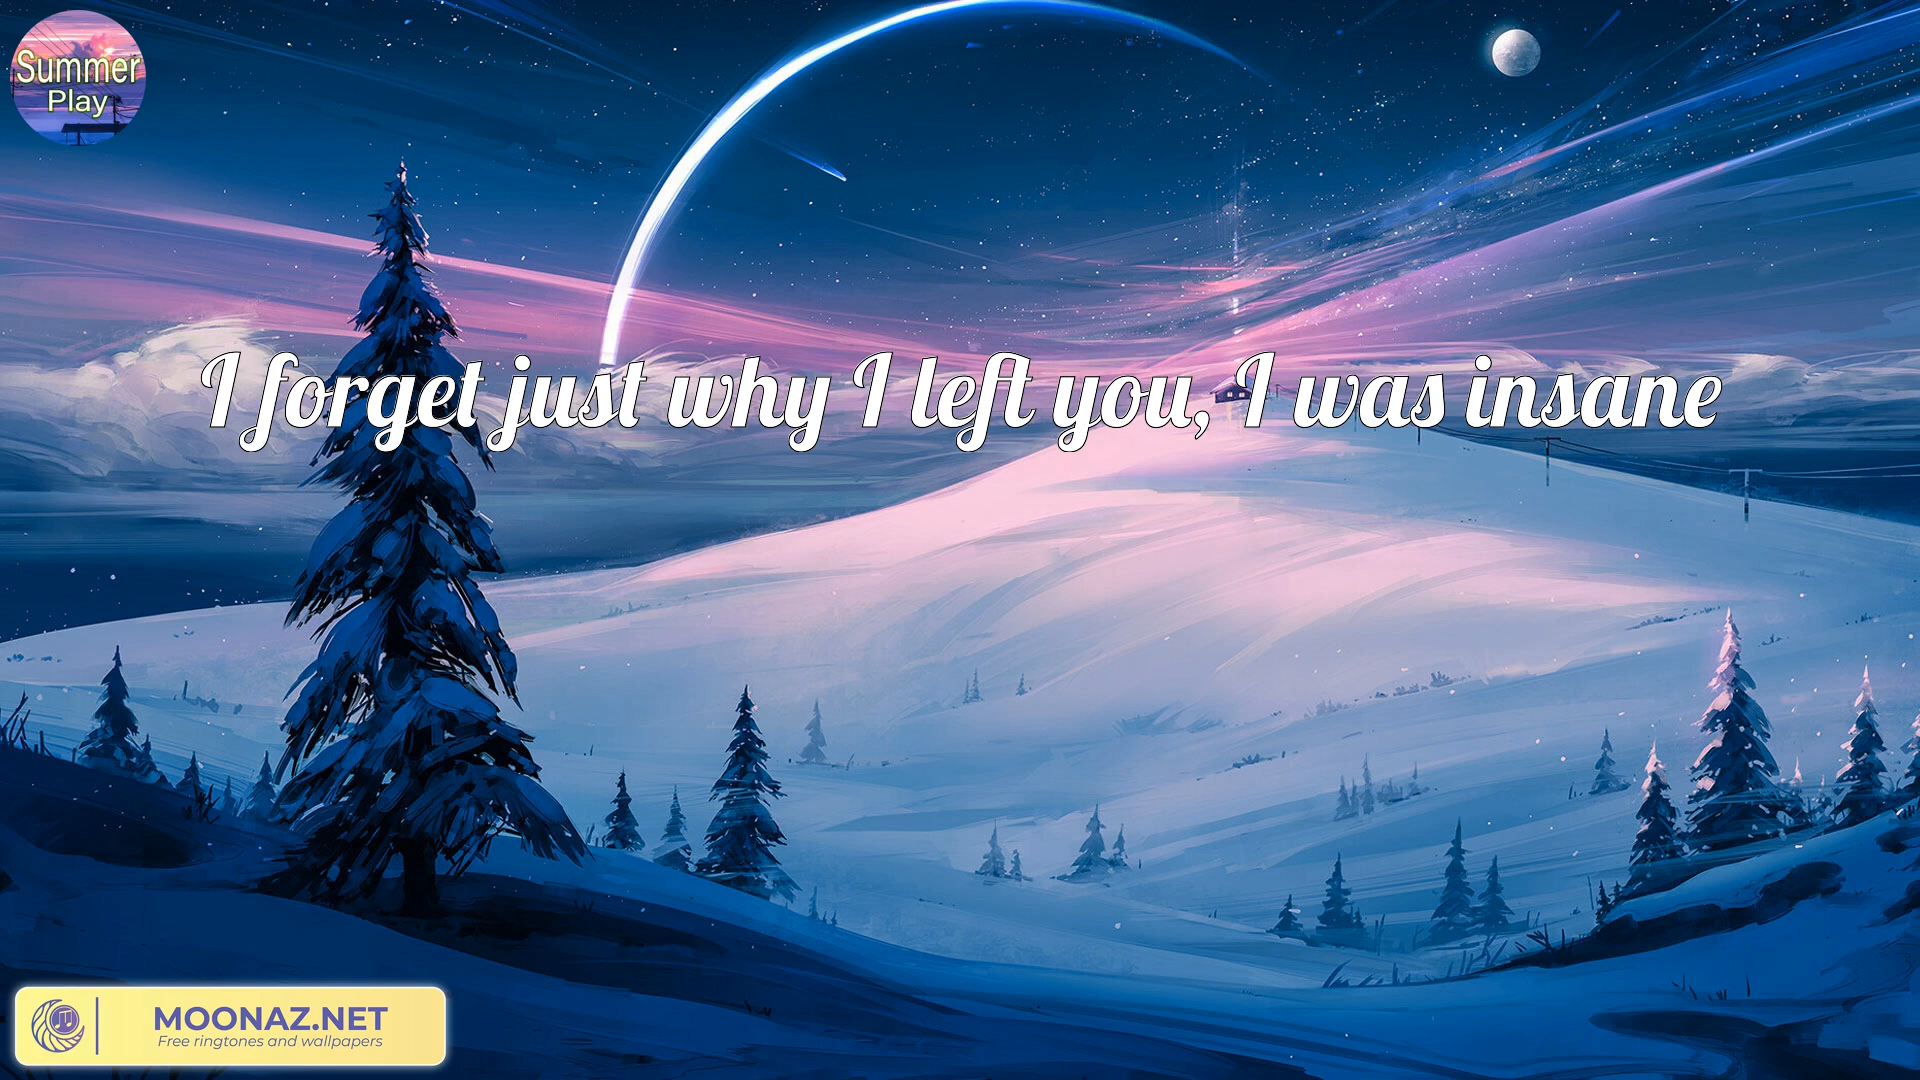 Summer
Play
I forget just why I left you, I was insane
MOONAZ.NET
Free ringtones and wallpapers